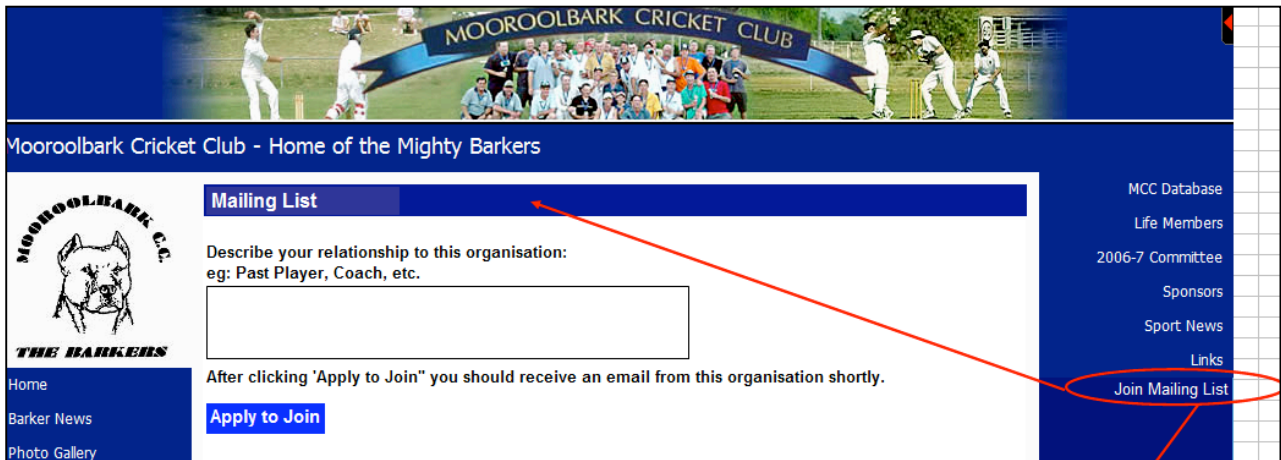 MOOROOLBARK CRICKET CLUB
Mooroolbark Cricket Club - Home of the Mighty Barkers
MOOROOLBARK C.C.
THE BARKERS
Home
Barker News
Photo Gallery
Mailing List
Describe your relationship to this organisation:
eg: Past Player, Coach, etc.
After clicking 'Apply to Join" you should receive an email from this organisation shortly.
Apply to Join
MCC Database
Life Members
2006-7 Committee
Sponsors
Sport News
Links
Join Mailing List